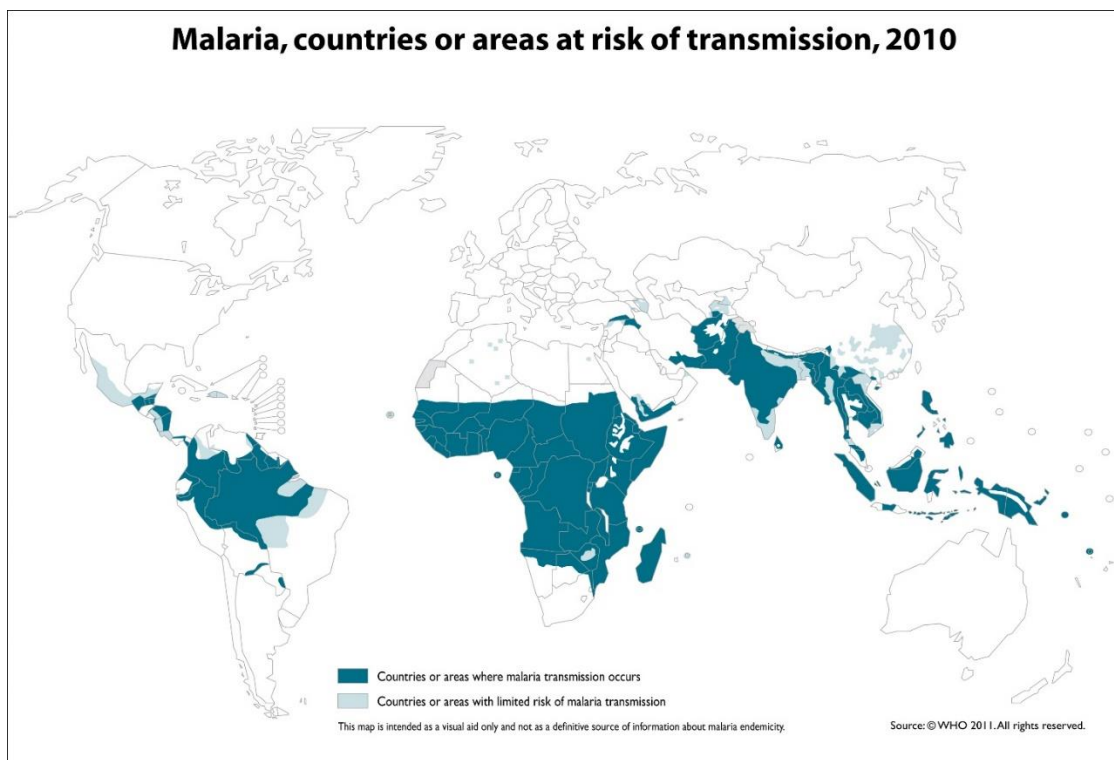 Malaria, countries or areas at risk of transmission, 2010
Countries or areas where malaria transmission occurs
Countries or areas with limited risk of malaria transmission
This map is intended as a visual aid only and not as a definitive source of information about malaria endemicity.
Source: © WHO 2011. All rights reserved.